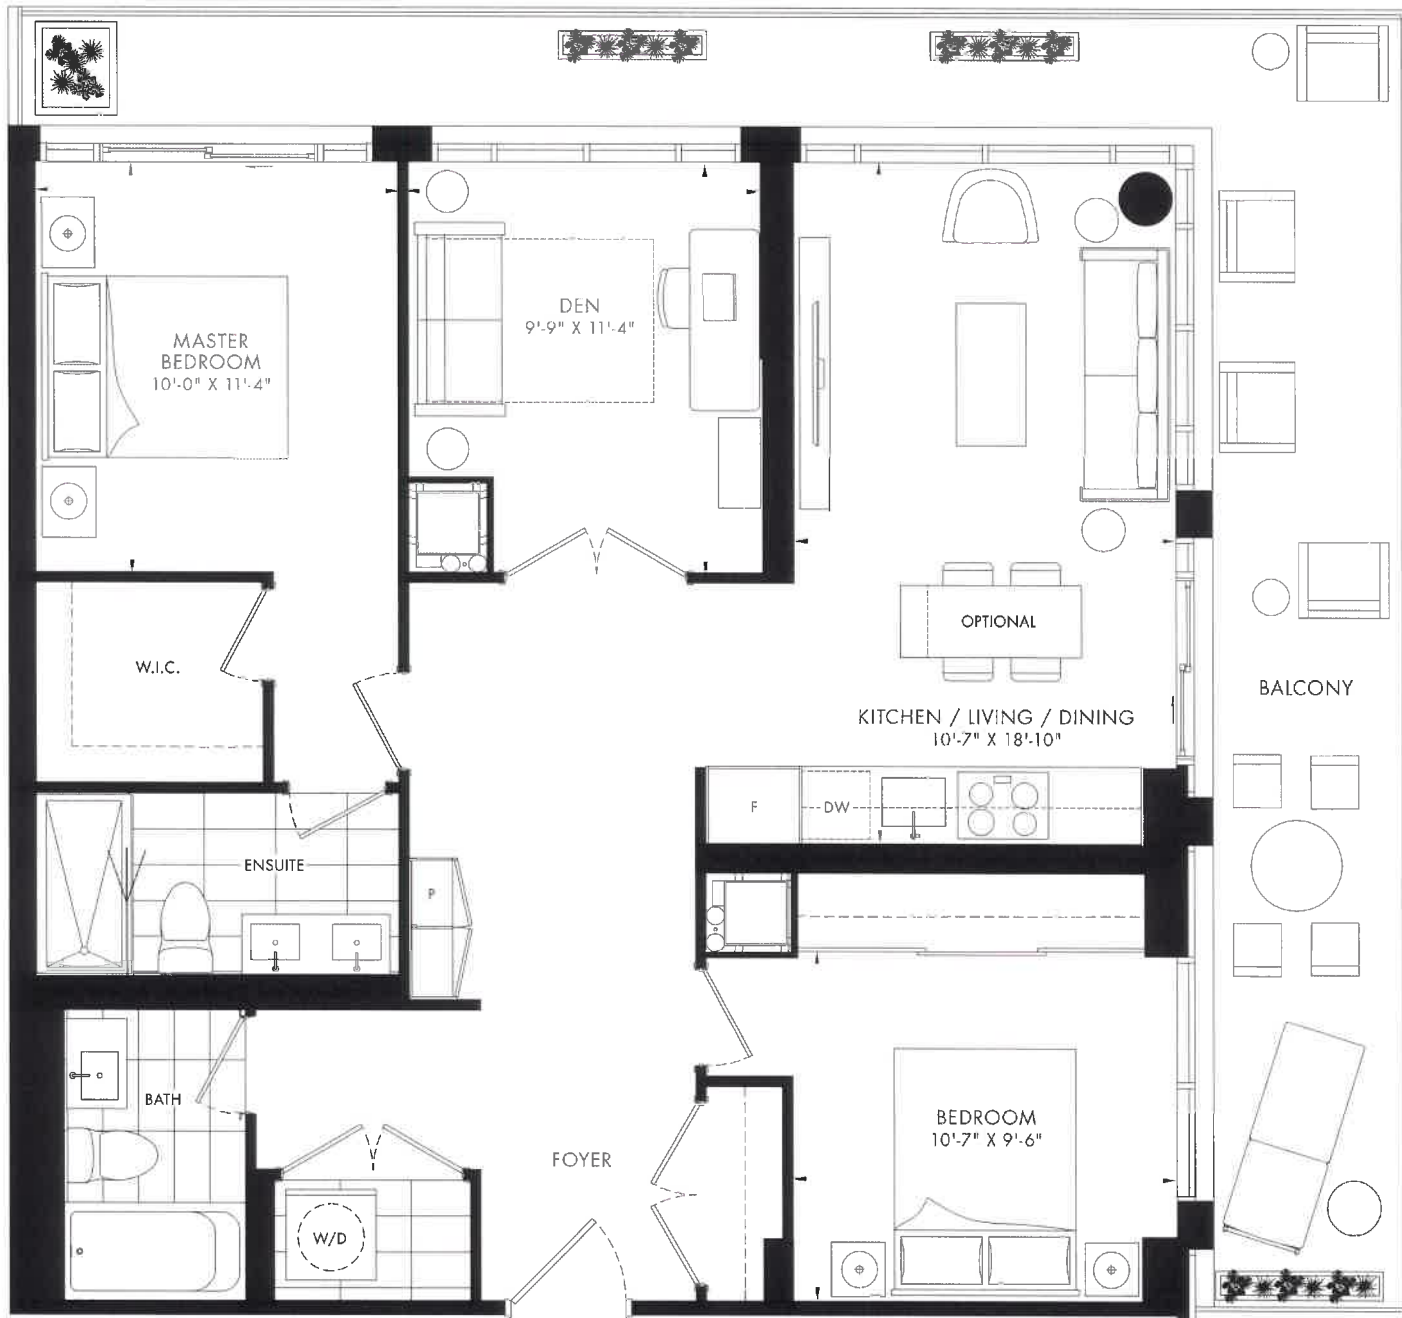 MASTER
BEDROOM
10'-0" X 11'-4"
DEN
9'-9" X 11'-4"
OPTIONAL
W.I.C.
BALCONY
KITCHEN / LIVING / DINING
10'-7" X 18'-10"
F
DW
ENSUITE
P
BATH
FOYER
BEDROOM
10'-7" X 9'-6"
W/D